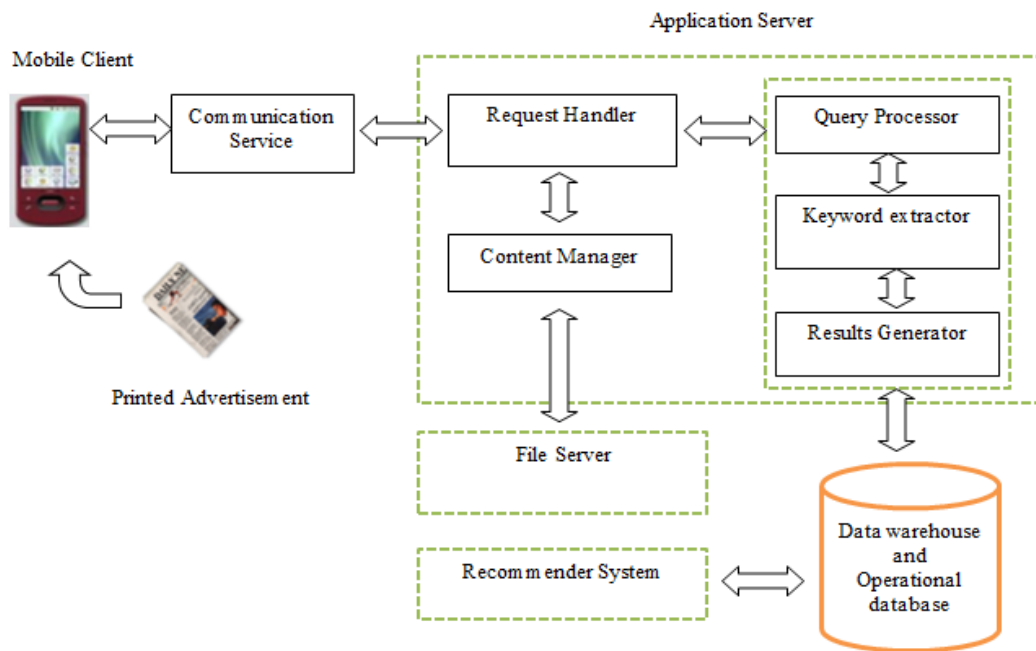 Application Server
Mobile Client
Communication
Service
Request Handler
Query Processor
Keyword extractor
Content Manager
Results Generator
Printed Advertisement
File Server
Data warehouse
and
Operational
database
Recommender System